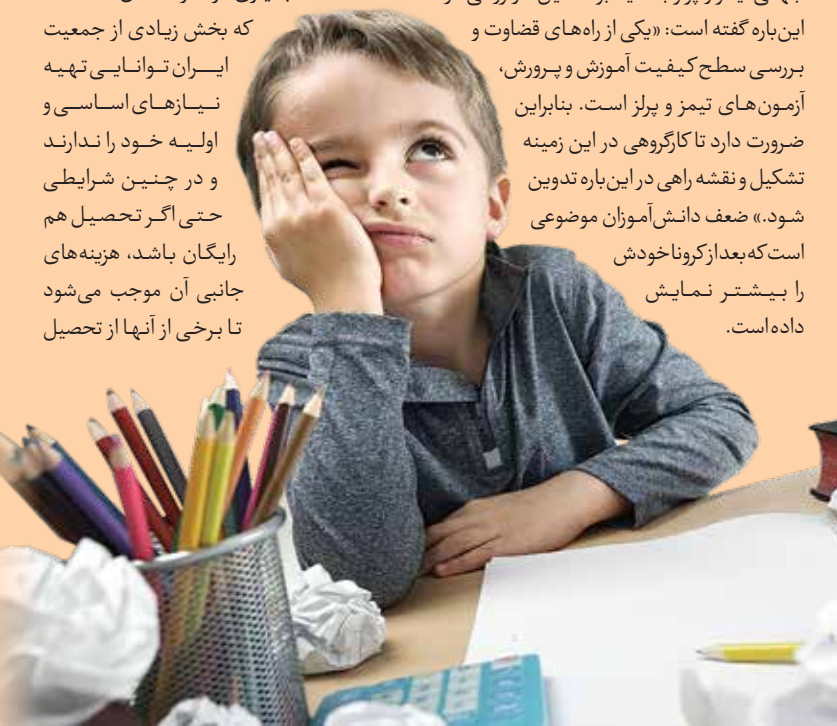 این‌باره گفته است: «یکی از راه‌های قضاوت و
بررسی سطح کیفیت آموزش و پرورش،
آزمون‌های تیمز و پرلز است. بنابراین
ضرورت دارد تا کارگروهی در این زمینه
تشکیل و نقشه راهی در این‌باره تدوین
شود.» ضعف دانش‌آموزان موضوعی
است که بعد از کرونا خودش
را بیشتر نمایش
داده است.
که بخش زیادی از جمعیت
ایران توانایی تهیه
نیازهای اساسی و
اولیه خود را ندارند
و در چنین شرایطی
حتی اگر تحصیل هم
رایگان باشد، هزینه‌های
جانبی آن موجب می‌شود
تا برخی از آنها از تحصیل